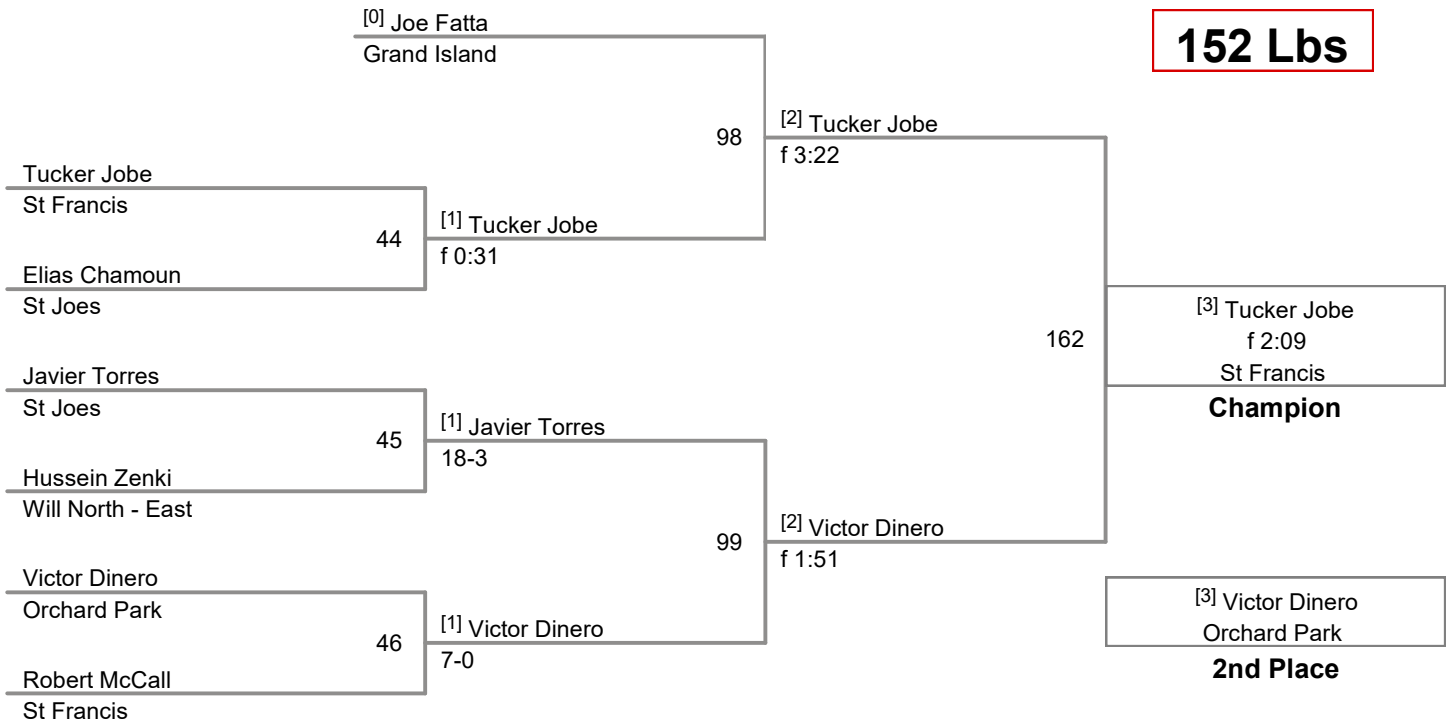 [0] Joe Fatta
Grand Island
152 Lbs
98
[2] Tucker Jobe
f 3:22
Tucker Jobe
St Francis
44
[1] Tucker Jobe
f 0:31
Elias Chamoun
St Joes
162
[3] Tucker Jobe
f 2:09
St Francis
Champion
Javier Torres
St Joes
45
[1] Javier Torres
18-3
Hussein Zenki
Will North - East
99
[2] Victor Dinero
f 1:51
Victor Dinero
Orchard Park
46
[1] Victor Dinero
7-0
Robert McCall
St Francis
[3] Victor Dinero
Orchard Park
2nd Place